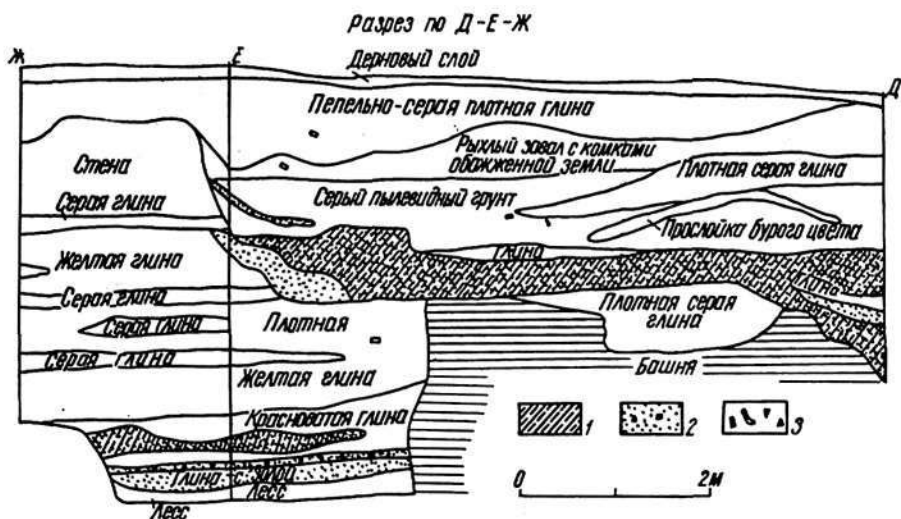 Разрез по Д-Е-Ж
Ж
Е
Д
Дерновый слой
Пепельно-серая плотная глина
Рыхлый завал с комками
обожженной земли
Плотная серая глина
Стена
Серая глина
Серый пылевидный грунт
Прослойка бурого цвета
Глина
Желтая глина
Глина
Серая глина
Плотная серая
глина
Серая глина
Плотная
Серая глина
Башня
Желтая глина
Красноватая глина
1
2
3
Глина с золой
Лесс
Лесс
0
2м